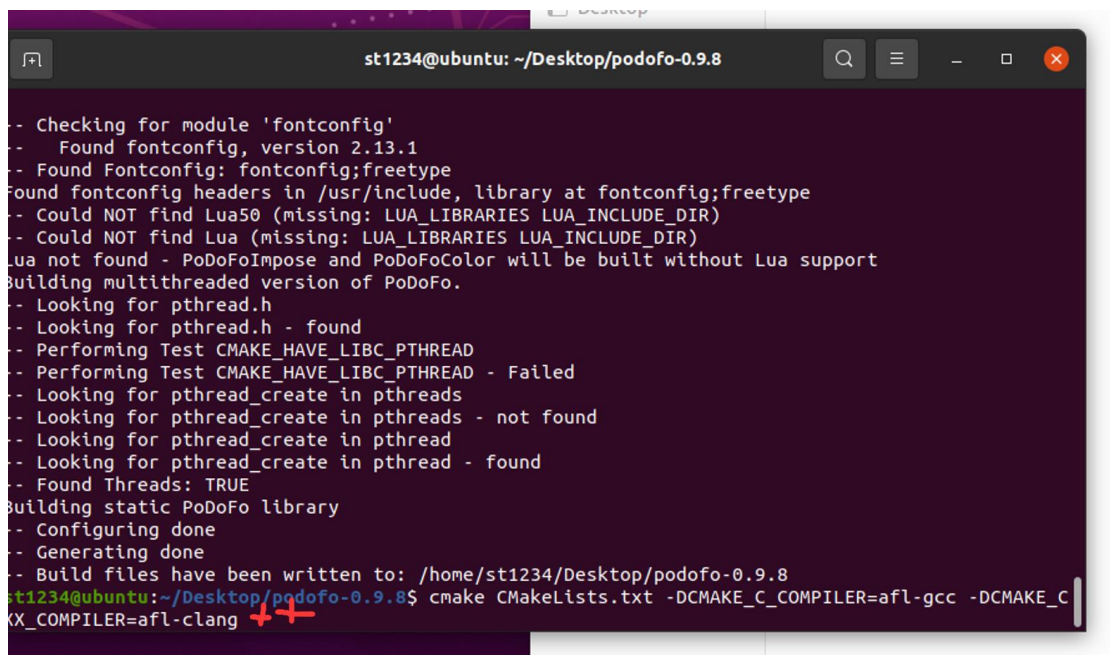 Desktop
st1234@ubuntu: ~/Desktop/podofo-0.9.8
-- Checking for module 'fontconfig'
--   Found fontconfig, version 2.13.1
-- Found Fontconfig: fontconfig;freetype
Found fontconfig headers in /usr/include, library at fontconfig;freetype
-- Could NOT find Lua50 (missing: LUA_LIBRARIES LUA_INCLUDE_DIR)
-- Could NOT find Lua (missing: LUA_LIBRARIES LUA_INCLUDE_DIR)
Lua not found - PoDoFoImpose and PoDoFoColor will be built without Lua support
Building multithreaded version of PoDoFo.
-- Looking for pthread.h
-- Looking for pthread.h - found
-- Performing Test CMAKE_HAVE_LIBC_PTHREAD
-- Performing Test CMAKE_HAVE_LIBC_PTHREAD - Failed
-- Looking for pthread_create in pthreads
-- Looking for pthread_create in pthreads - not found
-- Looking for pthread_create in pthread
-- Looking for pthread_create in pthread - found
-- Found Threads: TRUE
Building static PoDoFo library
-- Configuring done
-- Generating done
-- Build files have been written to: /home/st1234/Desktop/podofo-0.9.8
st1234@ubuntu:~/Desktop/podofo-0.9.8$ cmake CMakeLists.txt -DCMAKE_C_COMPILER=afl-gcc -DCMAKE_C
XX_COMPILER=afl-clang ++